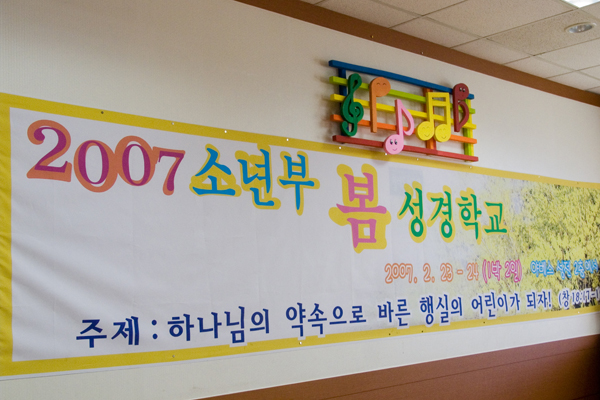 2007 소년부 봄 성경학교
2007. 2. 23 - 24 (1박 2일)
주제 : 하나님의 약속으로 바른 행실의 어린이가 되자! (창 18: